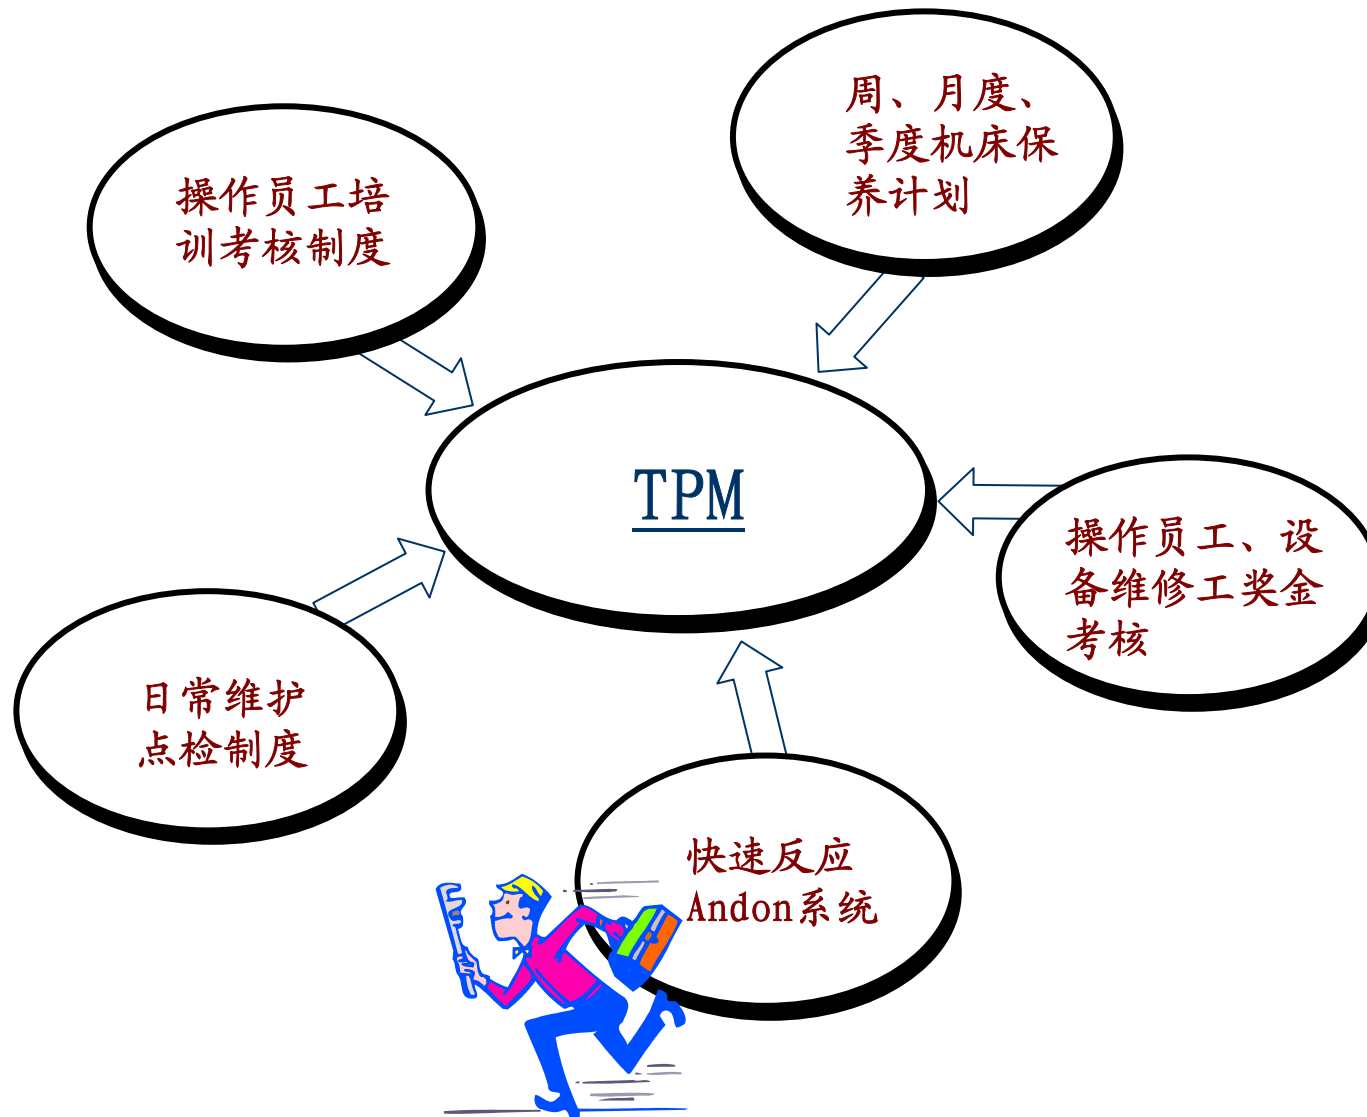 周、月度、
季度机床保
养计划
操作员工培
训考核制度
TPM
操作员工、设
备维修工奖金
考核
日常维护
点检制度
快速反应
Andon系统